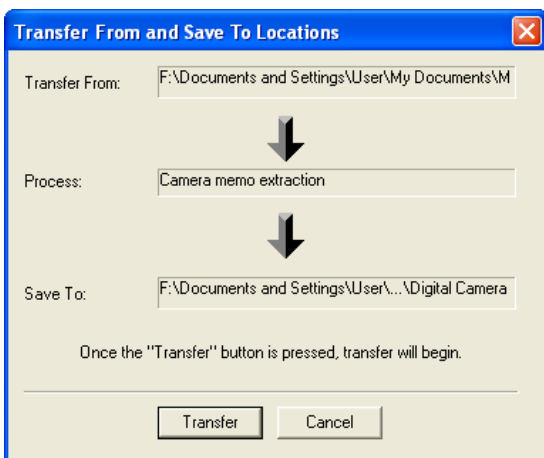 Transfer From and Save To Locations
Transfer From: F:\Documents and Settings\User\My Documents\M
Process: Camera memo extraction
Save To: F:\Documents and Settings\User\...\Digital Camera
Once the "Transfer" button is pressed, transfer will begin.
Transfer Cancel